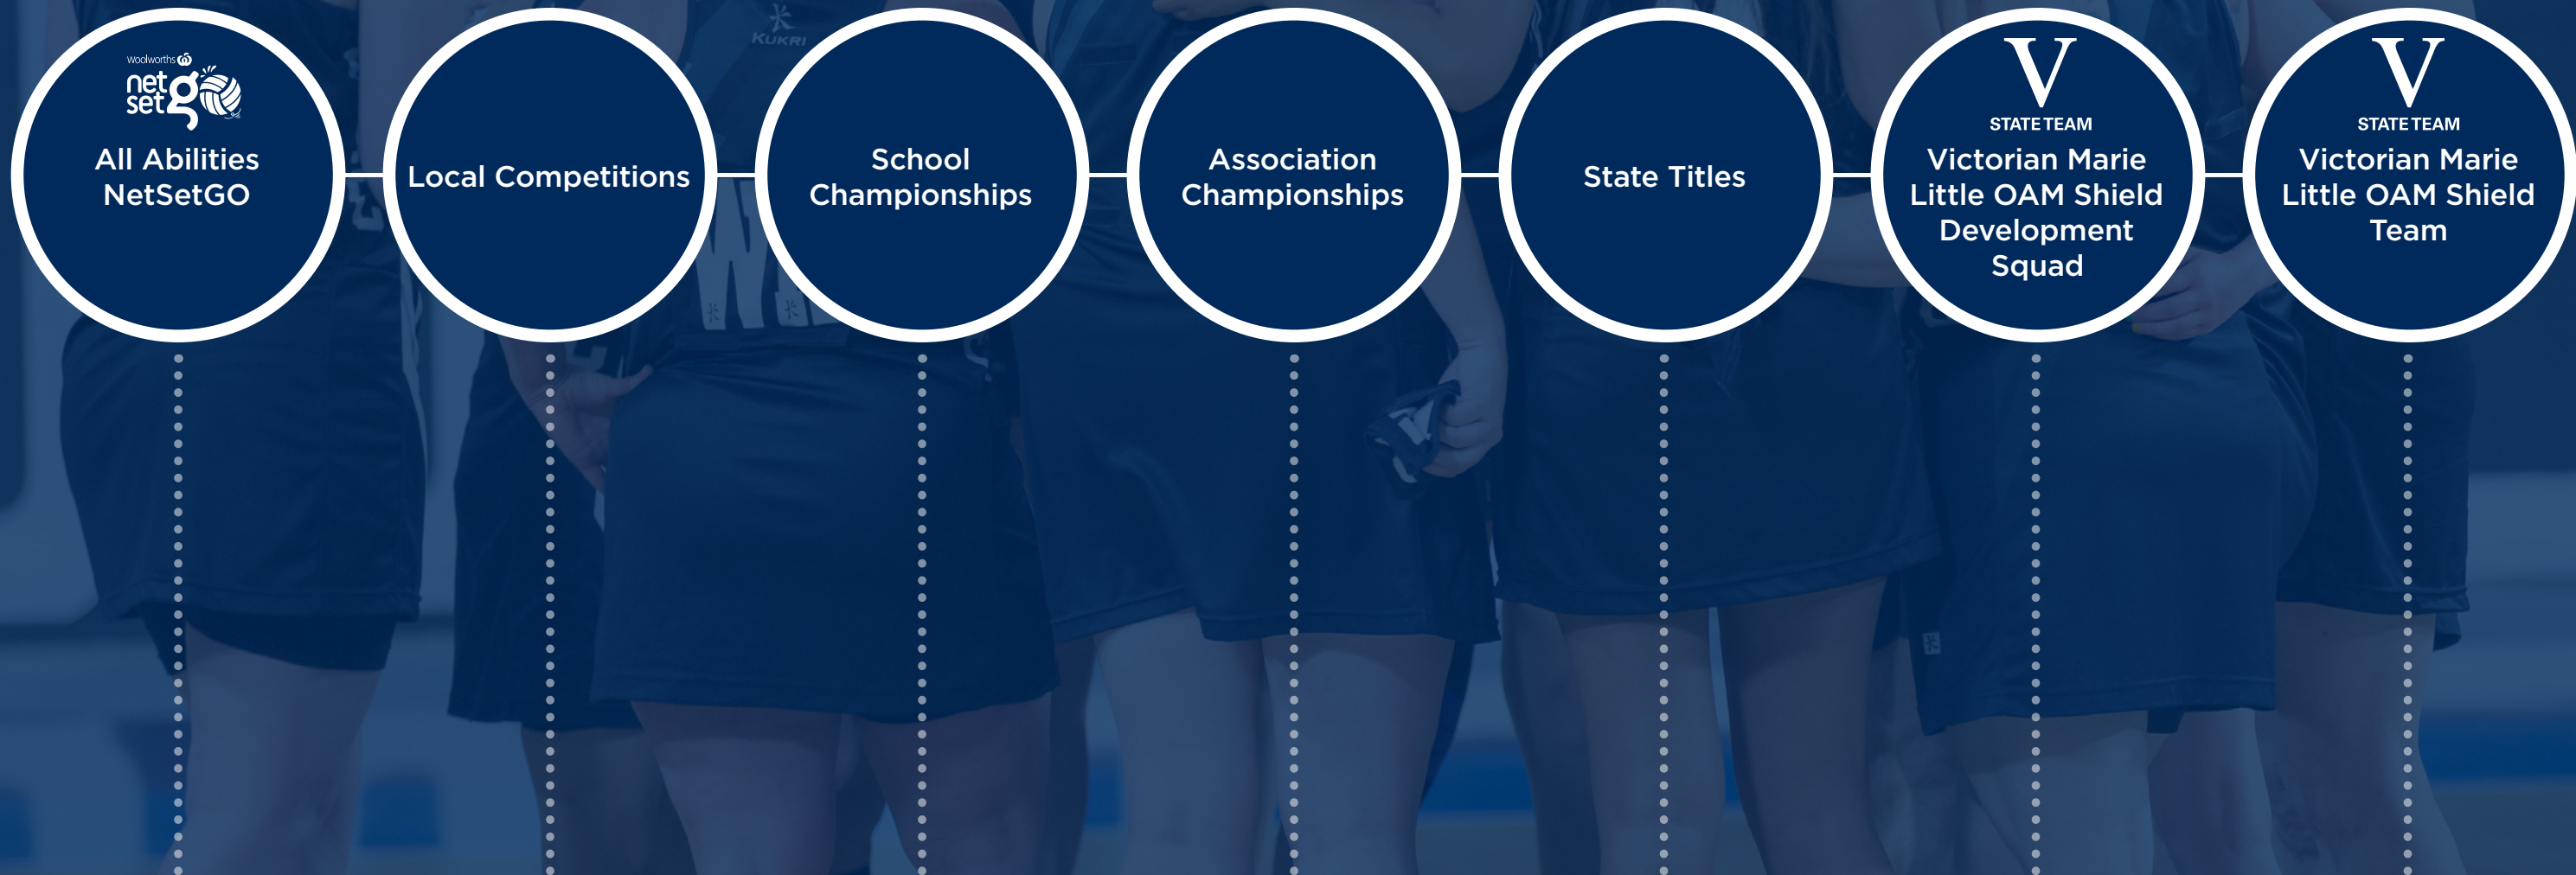 KUKRI
woolworths
net
set go
All Abilities
NetSetGO
Local Competitions
School
Championships
Association
Championships
State Titles
V
STATE TEAM
Victorian Marie
Little OAM Shield
Development
Squad
V
STATE TEAM
Victorian Marie
Little OAM Shield
Team